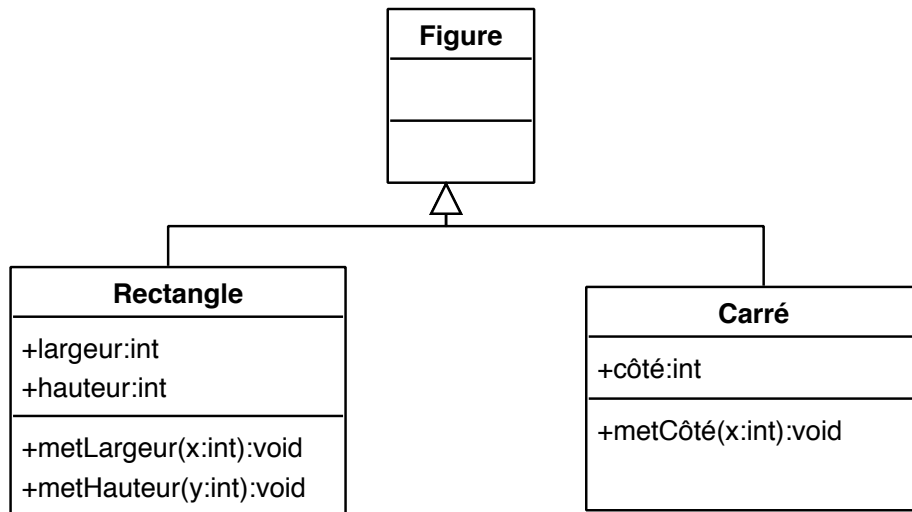 Figure
Rectangle
+largeur:int
+hauteur:int
+metLargeur(x:int):void
+metHauteur(y:int):void
Carré
+côté:int
+metCôté(x:int):void